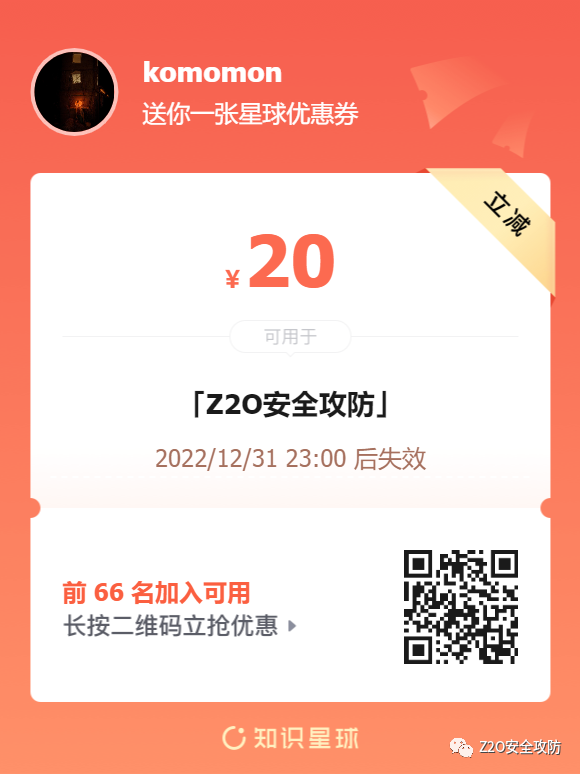 komomon
送你一张星球优惠券
立减
¥20
可用于
「Z2O安全攻防」
2022/12/31 23:00 后失效
前 66 名加入可用
长按二维码立抢优惠
知识星球
Z2O安全攻防